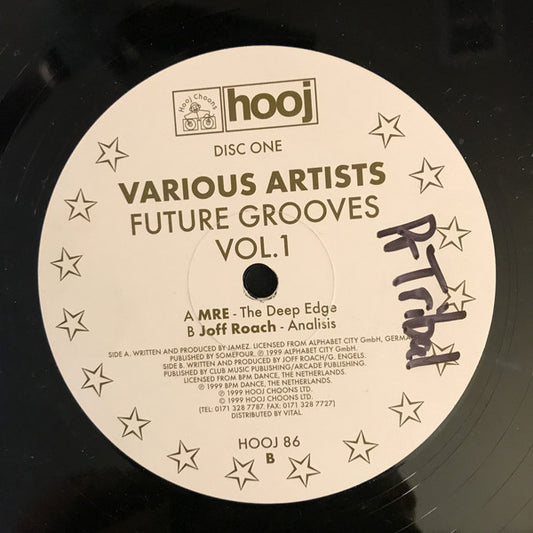 Hooj Choons
hooj
DISC ONE
VARIOUS ARTISTS
FUTURE GROOVES
VOL.1
A MRE - The Deep Edge
B Joff Roach - Analisis
SIDE A. WRITTEN AND PRODUCED BY JAMEZ. LICENSED FROM ALPHABET CITY GmbH, GERMANY
PUBLISHED BY SOMEFOUR. ℗ 1999 ALPHABET CITY GmbH.
SIDE B. WRITTEN AND PRODUCED BY JOFF ROACH/G. ENGELS.
PUBLISHED BY CLUB MUSIC PUBLISHING/ARCADE PUBLISHING.
LICENSED FROM BPM DANCE, THE NETHERLANDS.
℗ 1999 BPM DANCE, THE NETHERLANDS.
℗ 1999 HOOJ CHOONS LTD.
© 1999 HOOJ CHOONS LTD.
(TEL: 0171 328 7787. FAX: 0171 328 7727)
DISTRIBUTED BY VITAL.
HOOJ 86
B
Tribal